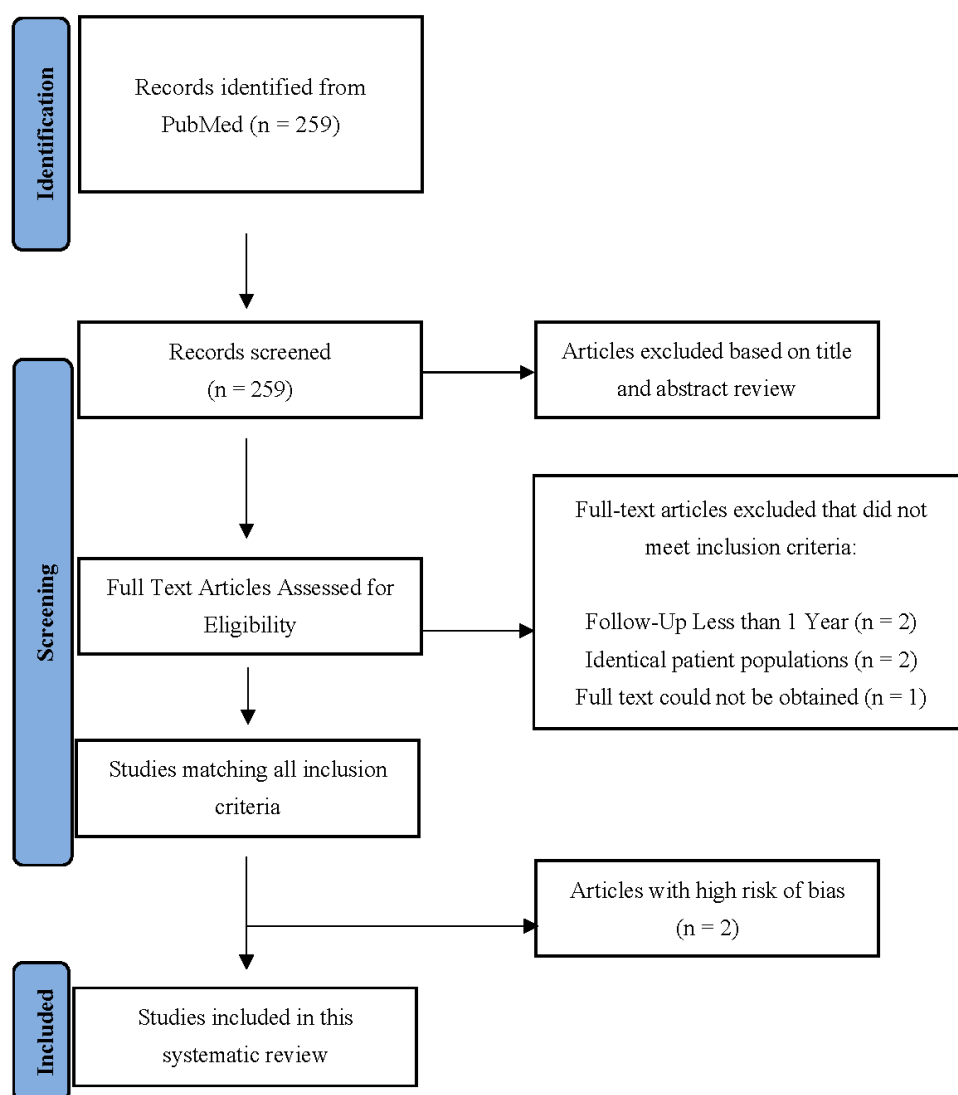 Identification
Records identified from
PubMed (n = 259)
Screening
Records screened
(n = 259)
Articles excluded based on title
and abstract review
Full Text Articles Assessed for
Eligibility
Full-text articles excluded that did not
meet inclusion criteria:
Follow-Up Less than 1 Year (n = 2)
Identical patient populations (n = 2)
Full text could not be obtained (n = 1)
Studies matching all inclusion
criteria
Articles with high risk of bias
(n = 2)
Included
Studies included in this
systematic review